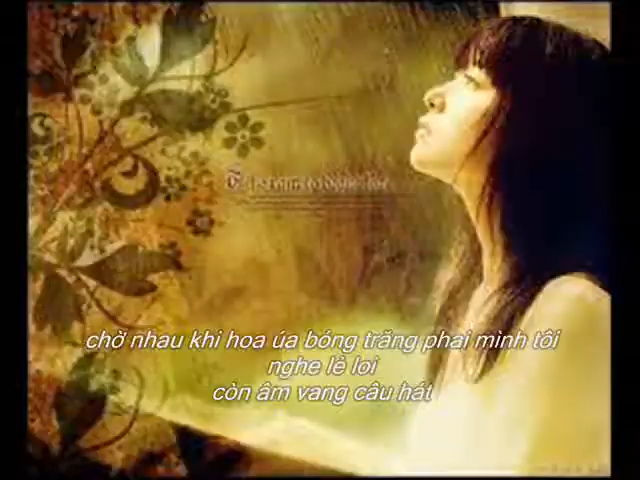 chờ nhau khi hoa úa bóng trăng phai mình tôi
nghe lẻ loi
còn âm vang câu hát